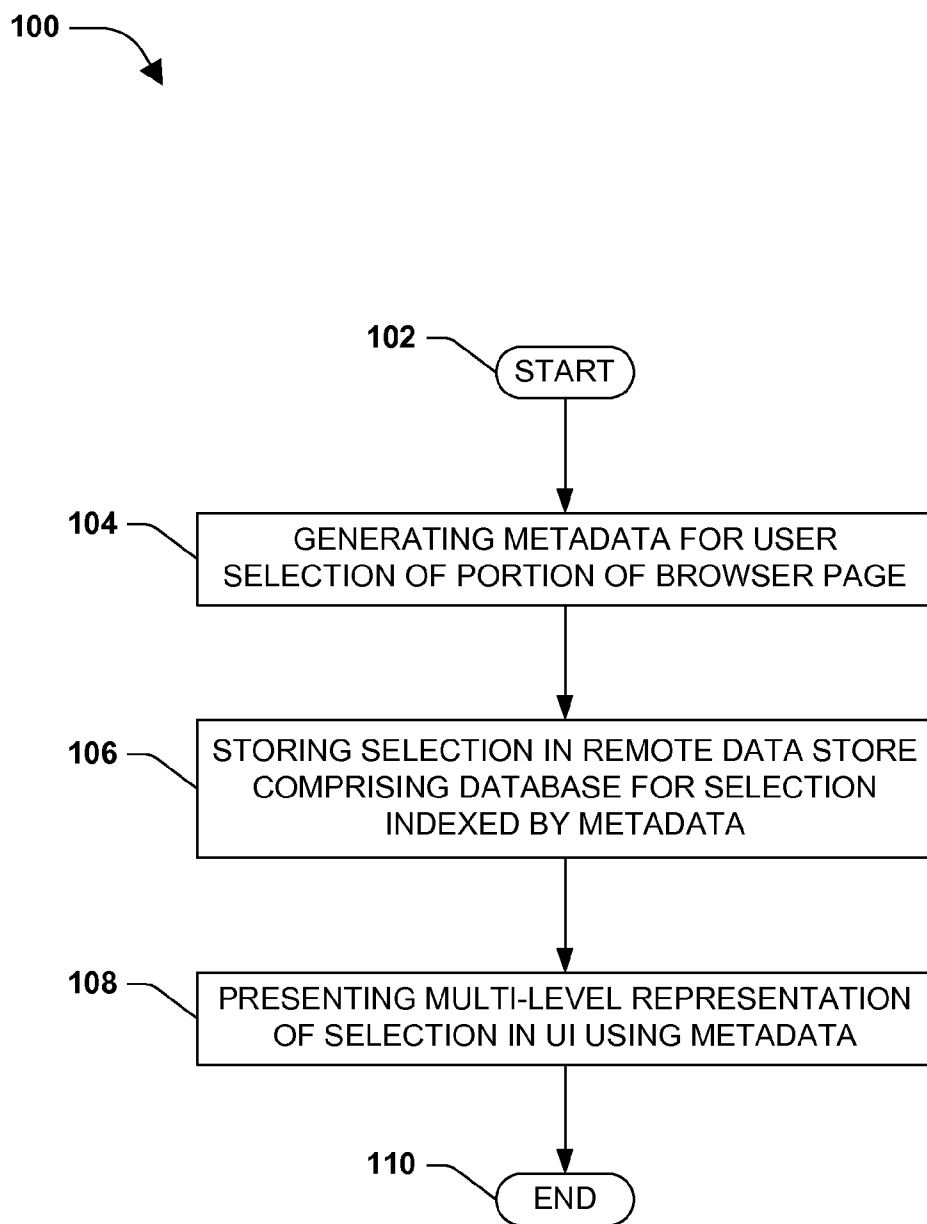 100
102
START
104
GENERATING METADATA FOR USER
SELECTION OF PORTION OF BROWSER PAGE
106
STORING SELECTION IN REMOTE DATA STORE
COMPRISING DATABASE FOR SELECTION
INDEXED BY METADATA
108
PRESENTING MULTI-LEVEL REPRESENTATION
OF SELECTION IN UI USING METADATA
110
END